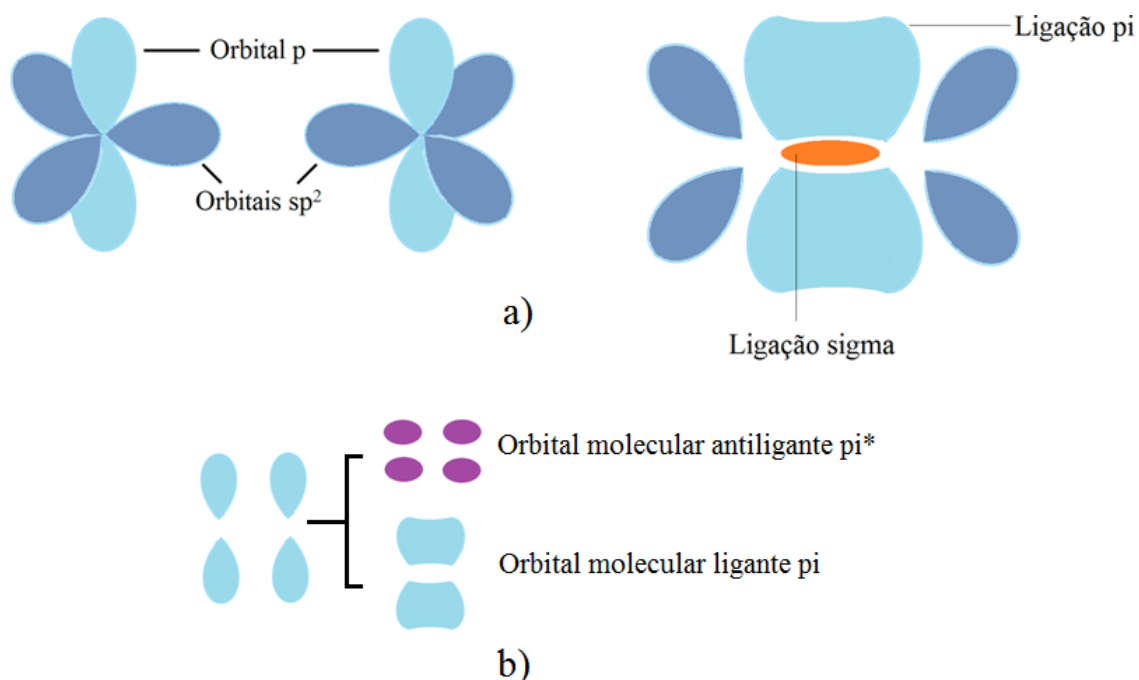 Orbital p
Orbitais sp²
Ligação pi
Ligação sigma
a)
Orbital molecular antiligante pi*
Orbital molecular ligante pi
b)